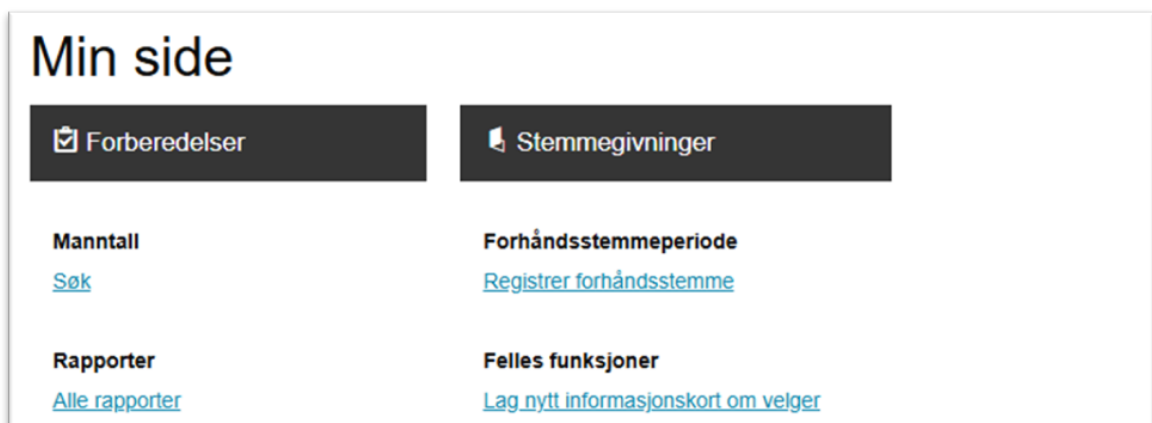 Min side
Forberedelser
Stemmegivninger
Manntall
Søk
Rapporter
Alle rapporter
Forhåndsstemmeperiode
Registrer forhåndsstemme
Felles funksjoner
Lag nytt informasjonskort om velger